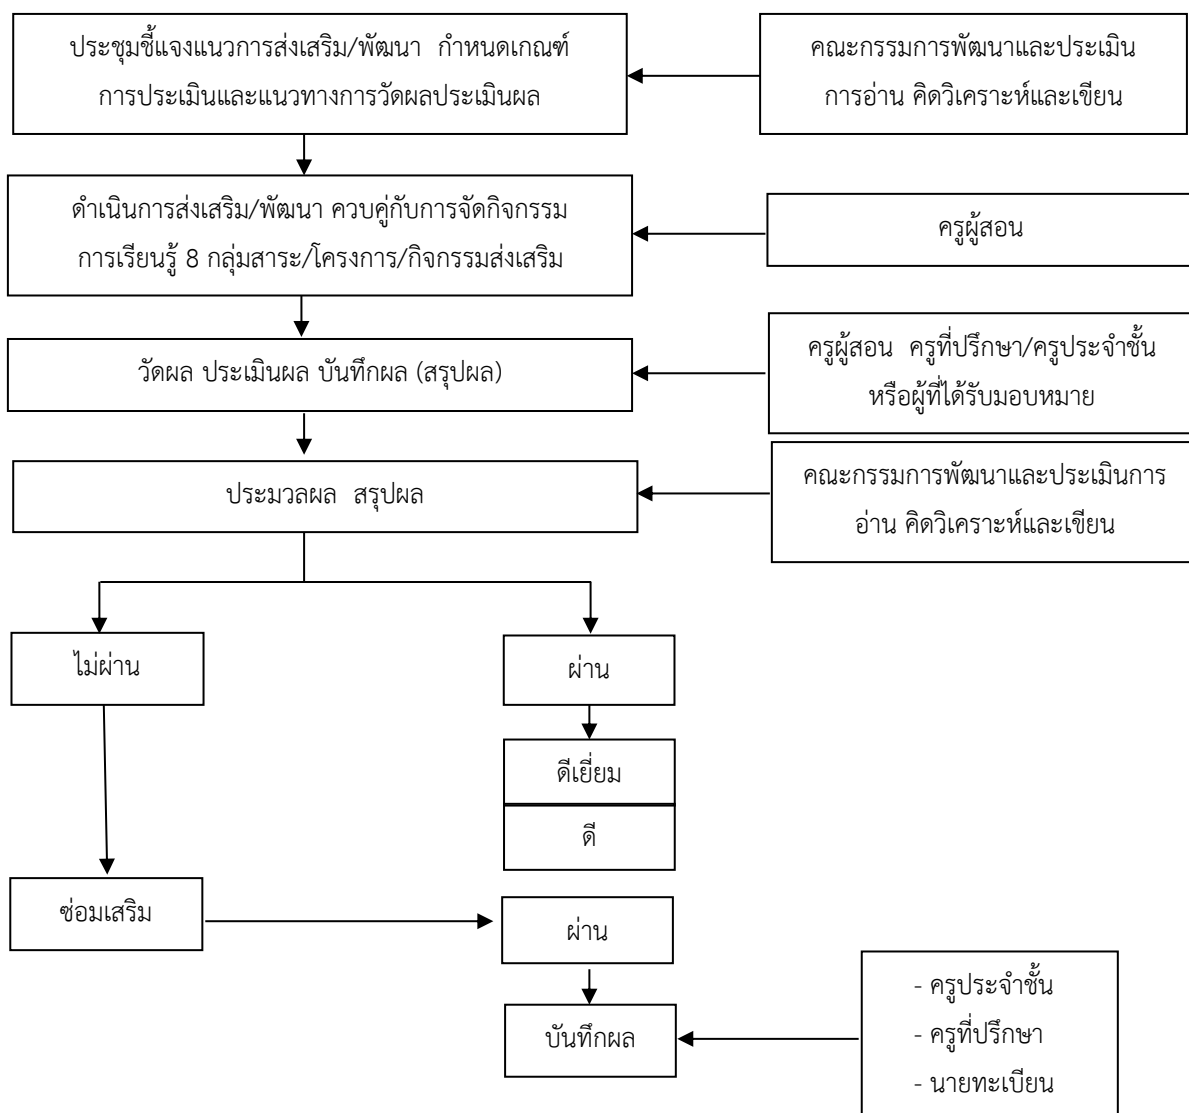 ประชุมชี้แจงแนวการส่งเสริม/พัฒนา กำหนดเกณฑ์
การประเมินและแนวทางการวัดผลประเมินผล
คณะกรรมการพัฒนาและประเมิน
การอ่าน คิดวิเคราะห์และเขียน
ดำเนินการส่งเสริม/พัฒนา ควบคู่กับการจัดกิจกรรม
การเรียนรู้ 8 กลุ่มสาระ/โครงการ/กิจกรรมส่งเสริม
ครูผู้สอน
วัดผล ประเมินผล บันทึกผล (สรุปผล)
ครูผู้สอน ครูที่ปรึกษา/ครูประจำชั้น
หรือผู้ที่ได้รับมอบหมาย
ประมวลผล สรุปผล
คณะกรรมการพัฒนาและประเมินการ
อ่าน คิดวิเคราะห์และเขียน
ไม่ผ่าน
ผ่าน
ดีเยี่ยม
ดี
ซ่อมเสริม
ผ่าน
บันทึกผล
- ครูประจำชั้น
- ครูที่ปรึกษา
- นายทะเบียน